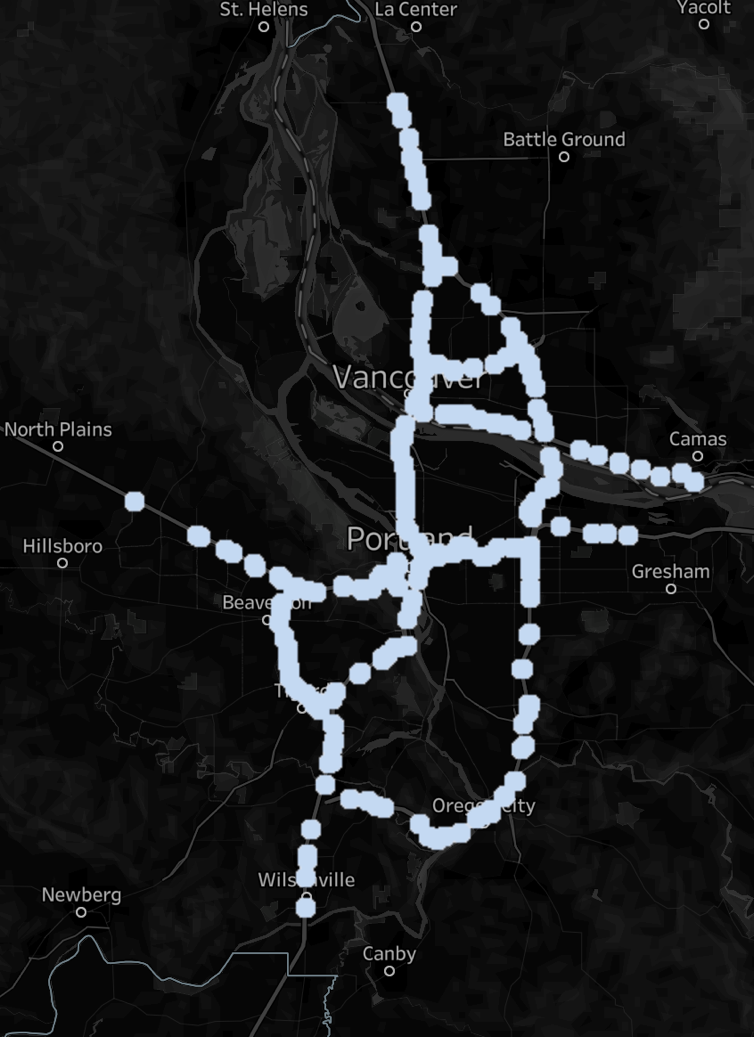 St. Helens
La Center
Yacolt
Battle Ground
Vancouver
North Plains
Camas
Portland
Hillsboro
Gresham
Beaverton
Oregon City
Wilsonville
Newberg
Canby